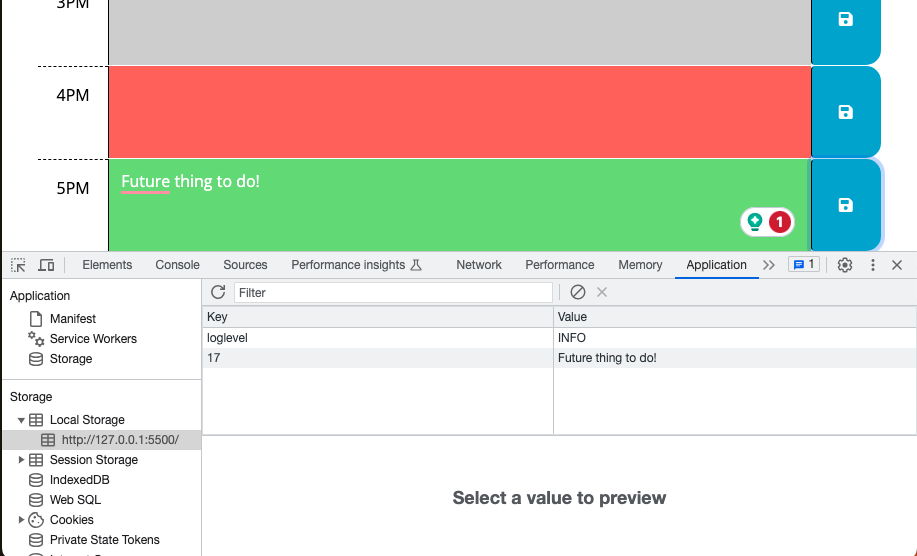 3PM
4PM
5PM
Future thing to do!
1
Elements Console Sources Performance insights Network Performance Memory Application 1
Application
Manifest
Service Workers
Storage
Storage
Local Storage
http://127.0.0.1:5500/
Session Storage
IndexedDB
Web SQL
Cookies
Private State Tokens
Filter
Key Value
loglevel INFO
17 Future thing to do!
Select a value to preview